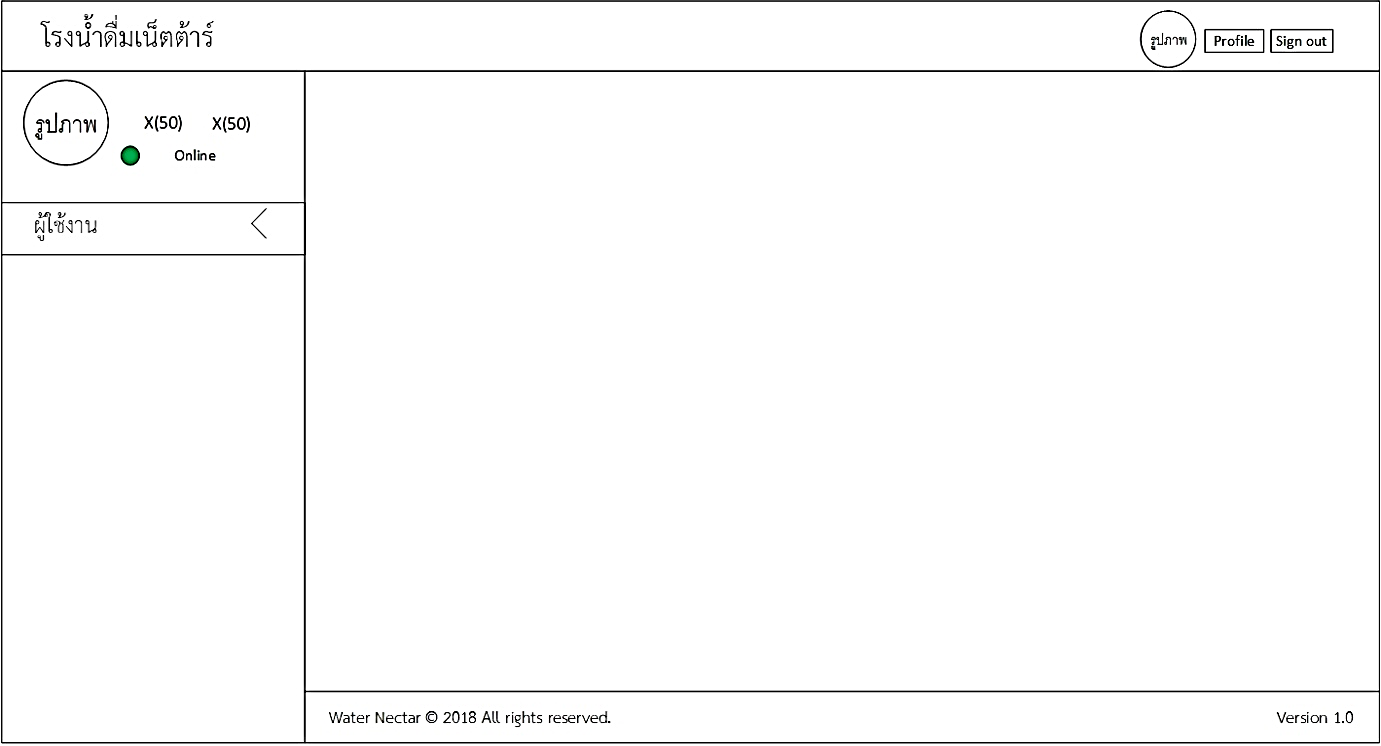 โรงน้ำดื่มเน็ตต้าร์
รูปภาพ Profile Sign out
รูปภาพ X(50) X(50)
Online
ผู้ใช้งาน
Water Nectar © 2018 All rights reserved. Version 1.0